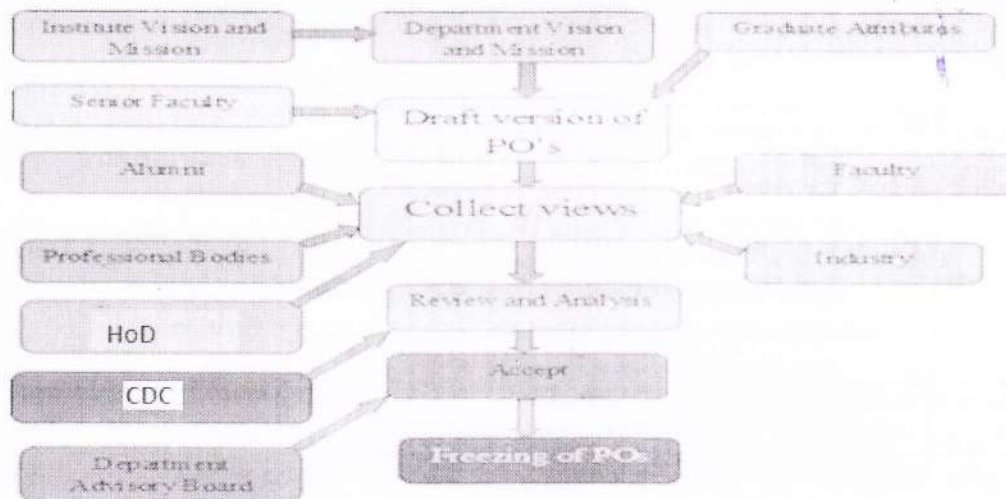 Institute Vision and
Mission
Department Vision
and Mission
Graduate Attributes
Senior Faculty
Draft version of
PO's
Alumni
Faculty
Collect views
Professional Bodies
Industry
HoD
Review and Analysis
CDC
Accept
Department
Advisory Board
Freezing of POs